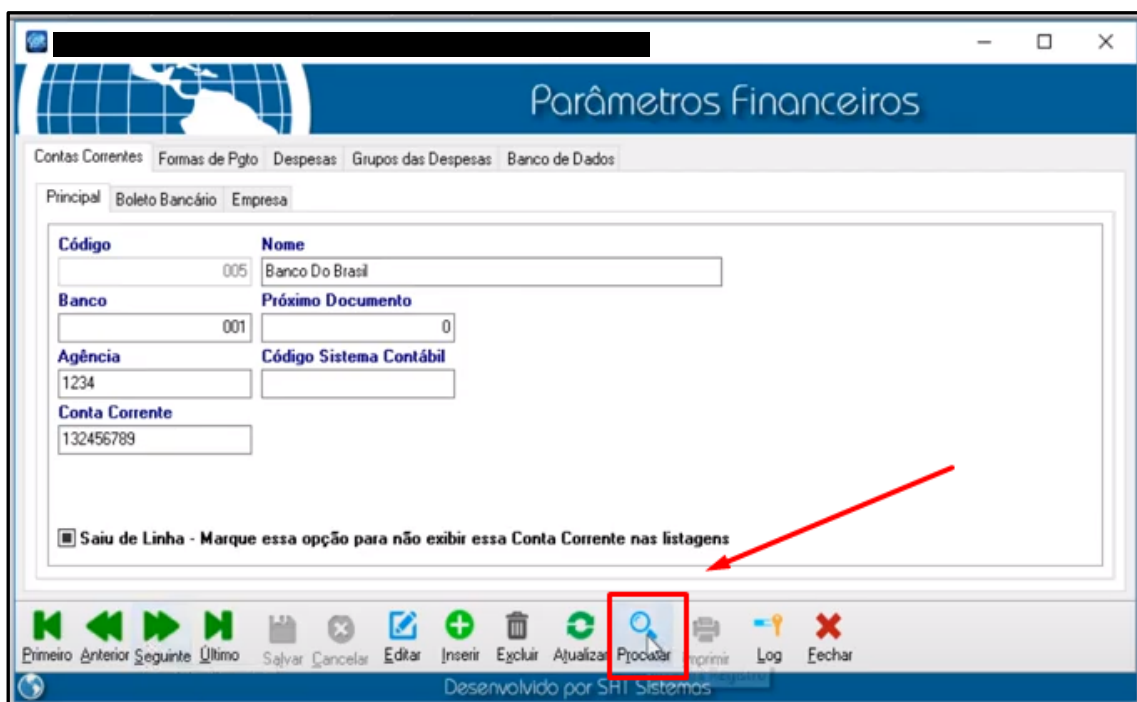 Parâmetros Financeiros
Contas Correntes Formas de Pgto Despesas Grupos das Despesas Banco de Dados
Principal Boleto Bancário Empresa
Código Nome
005 Banco Do Brasil
Banco Próximo Documento
001 0
Agência Código Sistema Contábil
1234
Conta Corrente
132456789
Saiu de Linha - Marque essa opção para não exibir essa Conta Corrente nas listagens
Primeiro Anterior Seguinte Último Salvar Cancelar Editar Inserir Excluir Atualizar Procurar Imprimir Log Fechar
Desenvolvido por SHT Sistemas